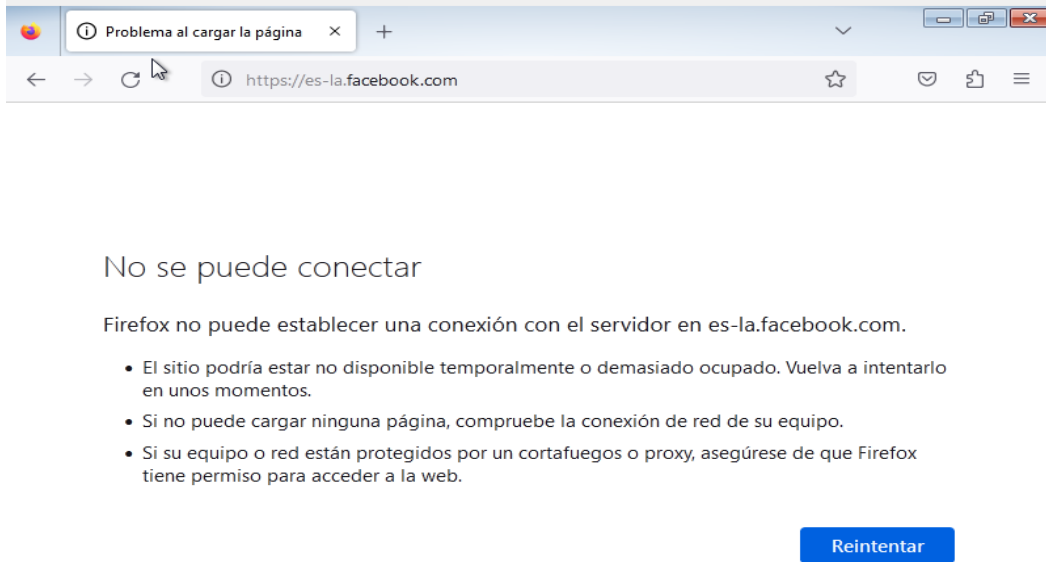 Problema al cargar la página
https://es-la.facebook.com
No se puede conectar
Firefox no puede establecer una conexión con el servidor en es-la.facebook.com.
• El sitio podría estar no disponible temporalmente o demasiado ocupado. Vuelva a intentarlo
en unos momentos.
• Si no puede cargar ninguna página, compruebe la conexión de red de su equipo.
• Si su equipo o red están protegidos por un cortafuegos o proxy, asegúrese de que Firefox
tiene permiso para acceder a la web.
Reintentar